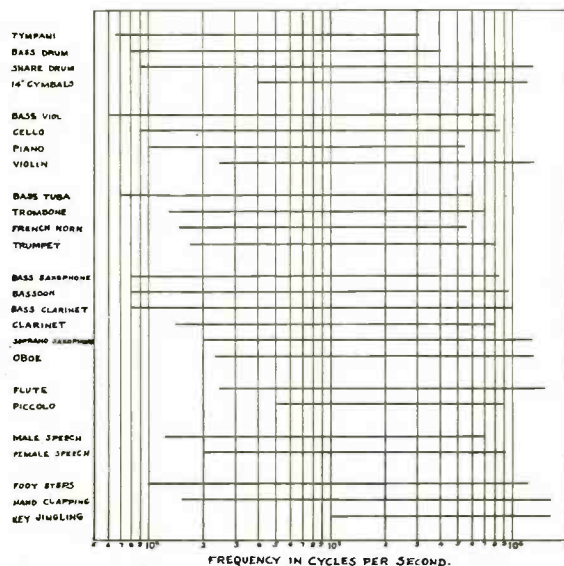 TYMPANI
BASS DRUM
SNARE DRUM
14" CYMBALS
BASS VIOL
CELLO
PIANO
VIOLIN
BASS TUBA
TROMBONE
FRENCH HORN
TRUMPET
BASS SAXOPHONE
BASSOON
BASS CLARINET
CLARINET
SOPRANO SAXOPHONE
OBOE
FLUTE
PICCOLO
MALE SPEECH
FEMALE SPEECH
FOOT STEPS
HAND CLAPPING
KEY JINGLING
FREQUENCY IN CYCLES PER SECOND.